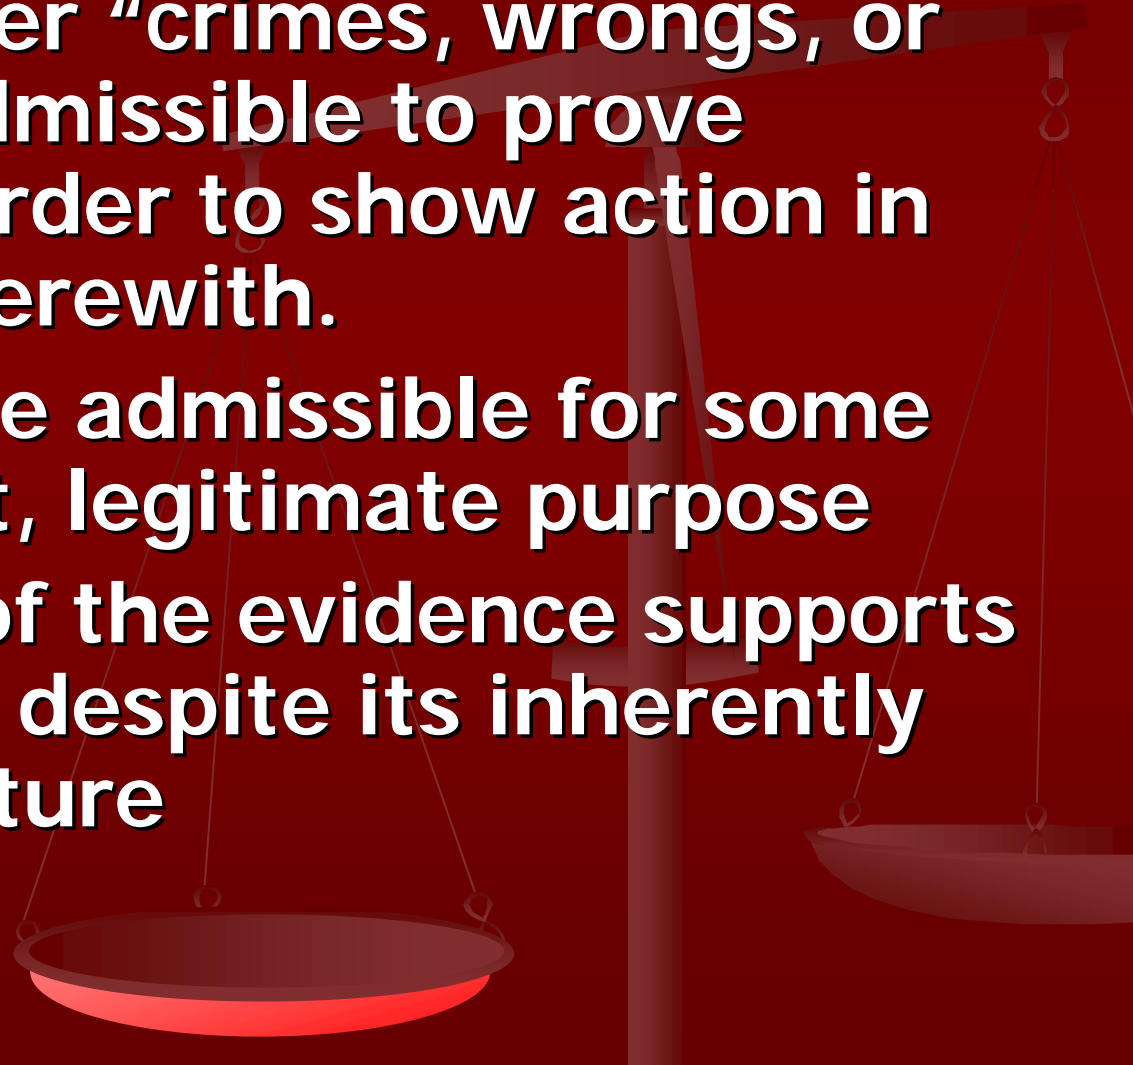 er “crimes, wrongs, or
dmissible to prove
rder to show action in
erewith.
e admissible for some
t, legitimate purpose
of the evidence supports
despite its inherently
ture